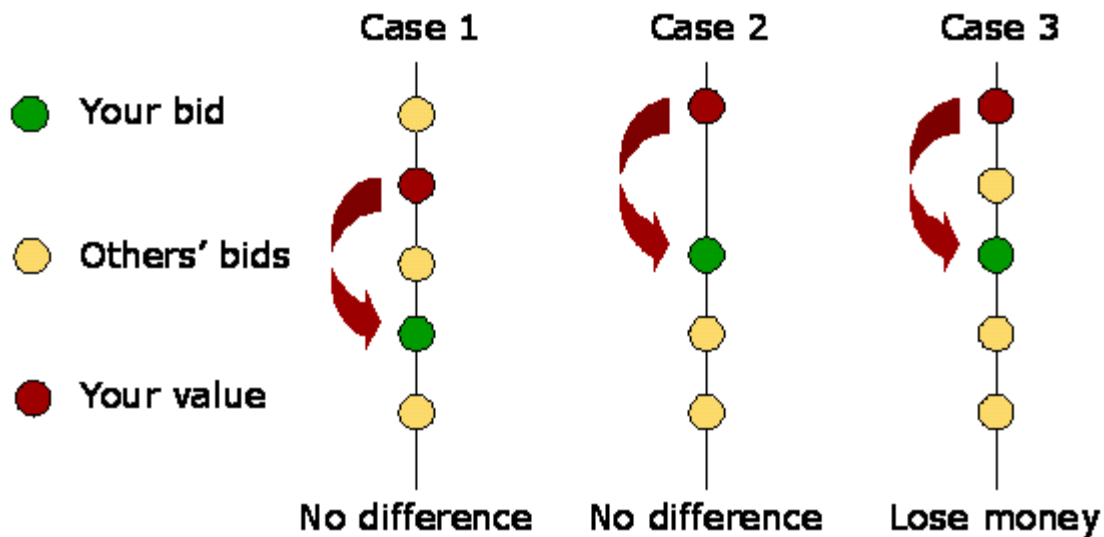 Case 1
Case 2
Case 3
Your bid
Others’ bids
Your value
No difference
No difference
Lose money